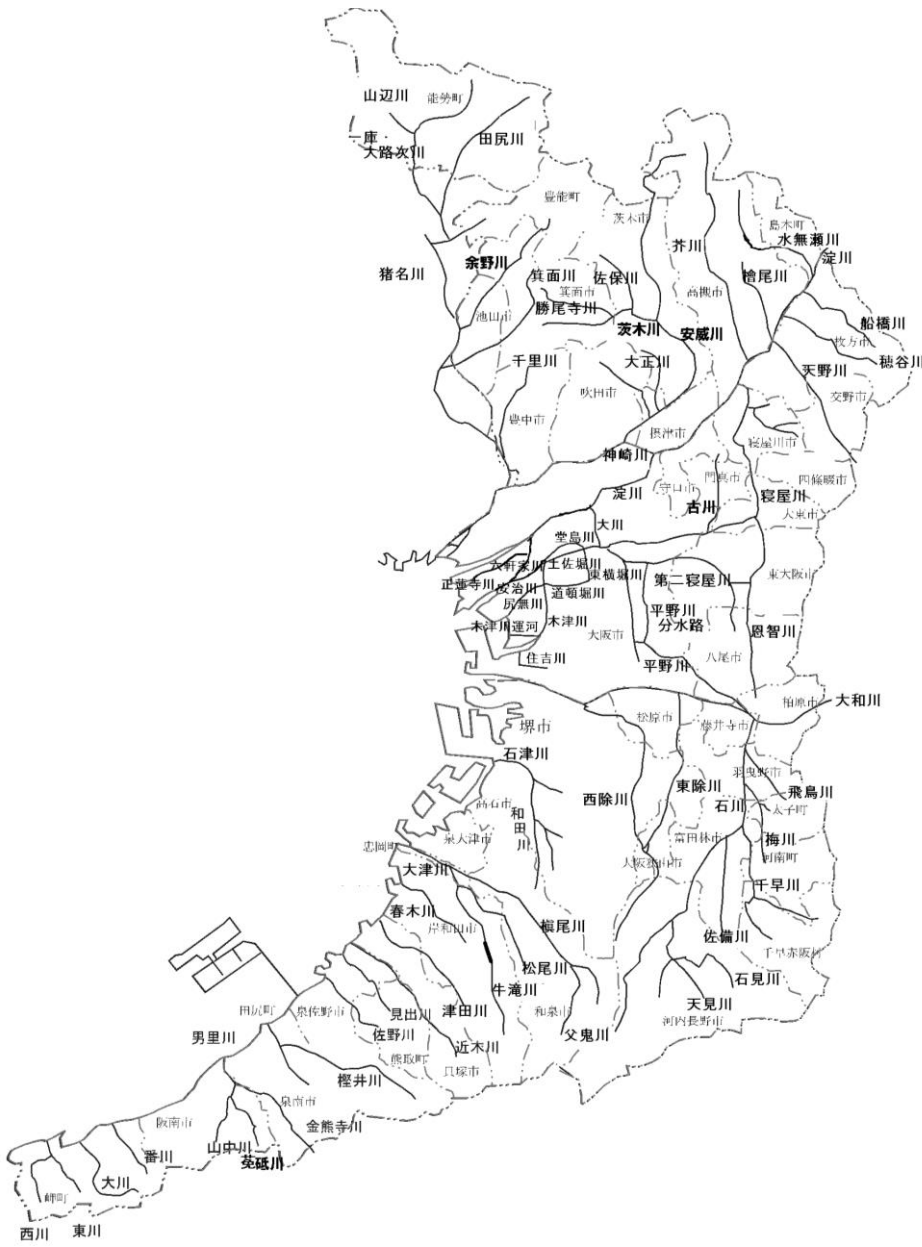 山辺川
能勢町
一庫・
大路次川
田尻川
豊能町
茨木市
島本町
水無瀬川
淀川
芥川
余野川
猪名川
箕面川
佐保川
檜尾川
箕面市
高槻市
勝尾寺川
池田市
船橋川
茨木川
安威川
枚方市
穂谷川
千里川
大正川
天野川
吹田市
交野市
豊中市
摂津市
寝屋川市
神崎川
四條畷市
門真市
守口市
淀川
寝屋川
古川
大東市
大川
堂島川
六軒家川
土佐堀川
東横堀川
東大阪市
正蓮寺川
安治川
第二寝屋川
道頓堀川
尻無川
平野川
分水路
木津川運河
木津川
大阪市
恩智川
住吉川
平野川
八尾市
柏原市
大和川
松原市
堺市
藤井寺市
石津川
羽曳野市
東除川
飛鳥川
西除川
石川
太子町
高石市
和田川
泉大津市
富田林市
梅川
忠岡町
河南町
大阪狭山市
大津川
千早川
春木川
槇尾川
岸和田市
佐備川
千早赤阪村
松尾川
石見川
牛滝川
天見川
和泉市
津田川
見出川
田尻町
泉佐野市
河内長野市
男里川
佐野川
父鬼川
近木川
熊取町
貝塚市
樫井川
泉南市
金熊寺川
阪南市
山中川
番川
菟砥川
大川
岬町
西川
東川